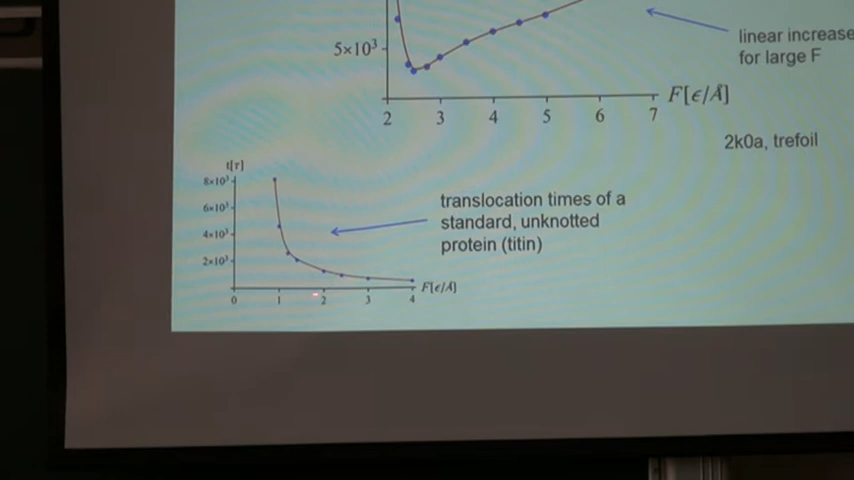 linear increase
for large F
5×10³
F[ϵ/Å]
2 3 4 5 6 7
2k0a, trefoil
t[τ]
8×10³
6×10³
4×10³
2×10³
translocation times of a
standard, unknotted
protein (titin)
F[ϵ/Å]
0 1 2 3 4